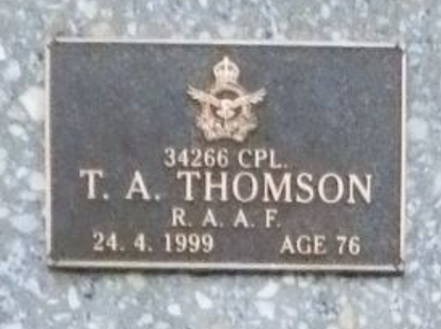 34266 CPL.
T. A. THOMSON
R. A. A. F.
24. 4. 1999 AGE 76